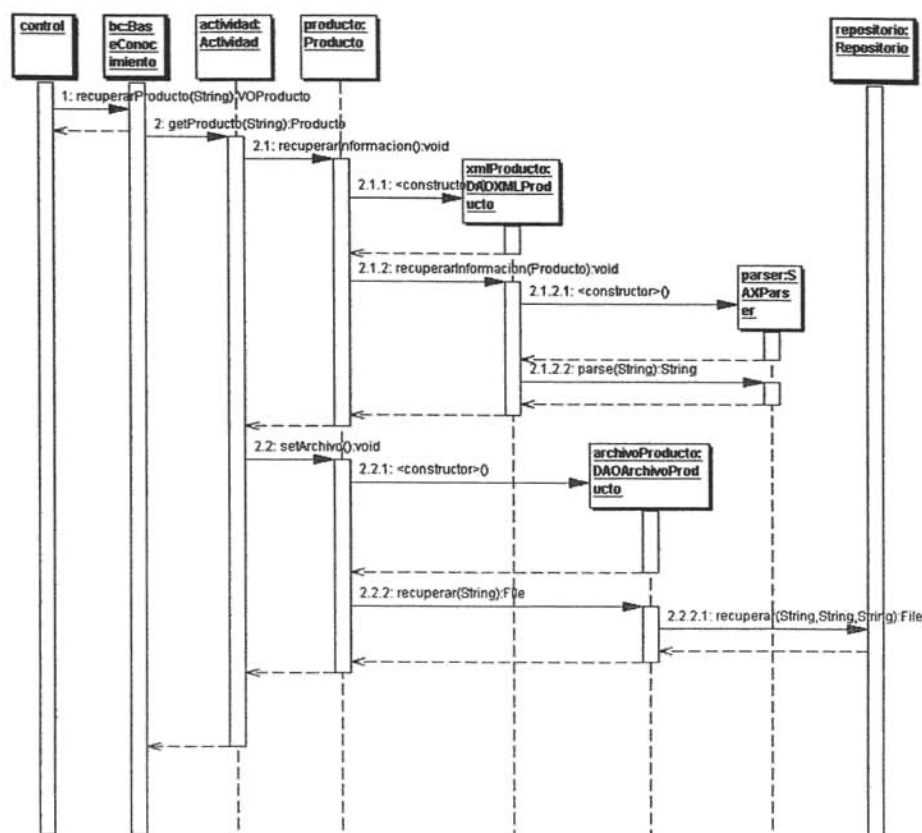 control
bc:Bas
eConoc
imiento
actividad:
Actividad
producto:
Producto
repositorio:
Repositorio
1: recuperarProducto(String):VOProducto
2: getProducto(String):Producto
2.1: recuperarInformacion():void
xmlProducto:
DAOXMLProd
ucto
2.1.1: <constructor>()
2.1.2: recuperarInformacion(Producto):void
parser:S
AXPars
er
2.1.2.1: <constructor>()
2.1.2.2: parse(String):String
2.2: setArchivo():void
archivoProducto:
DAOArchivoProd
ucto
2.2.1: <constructor>()
2.2.2: recuperar(String):File
2.2.2.1: recuperar(String,String,String):File